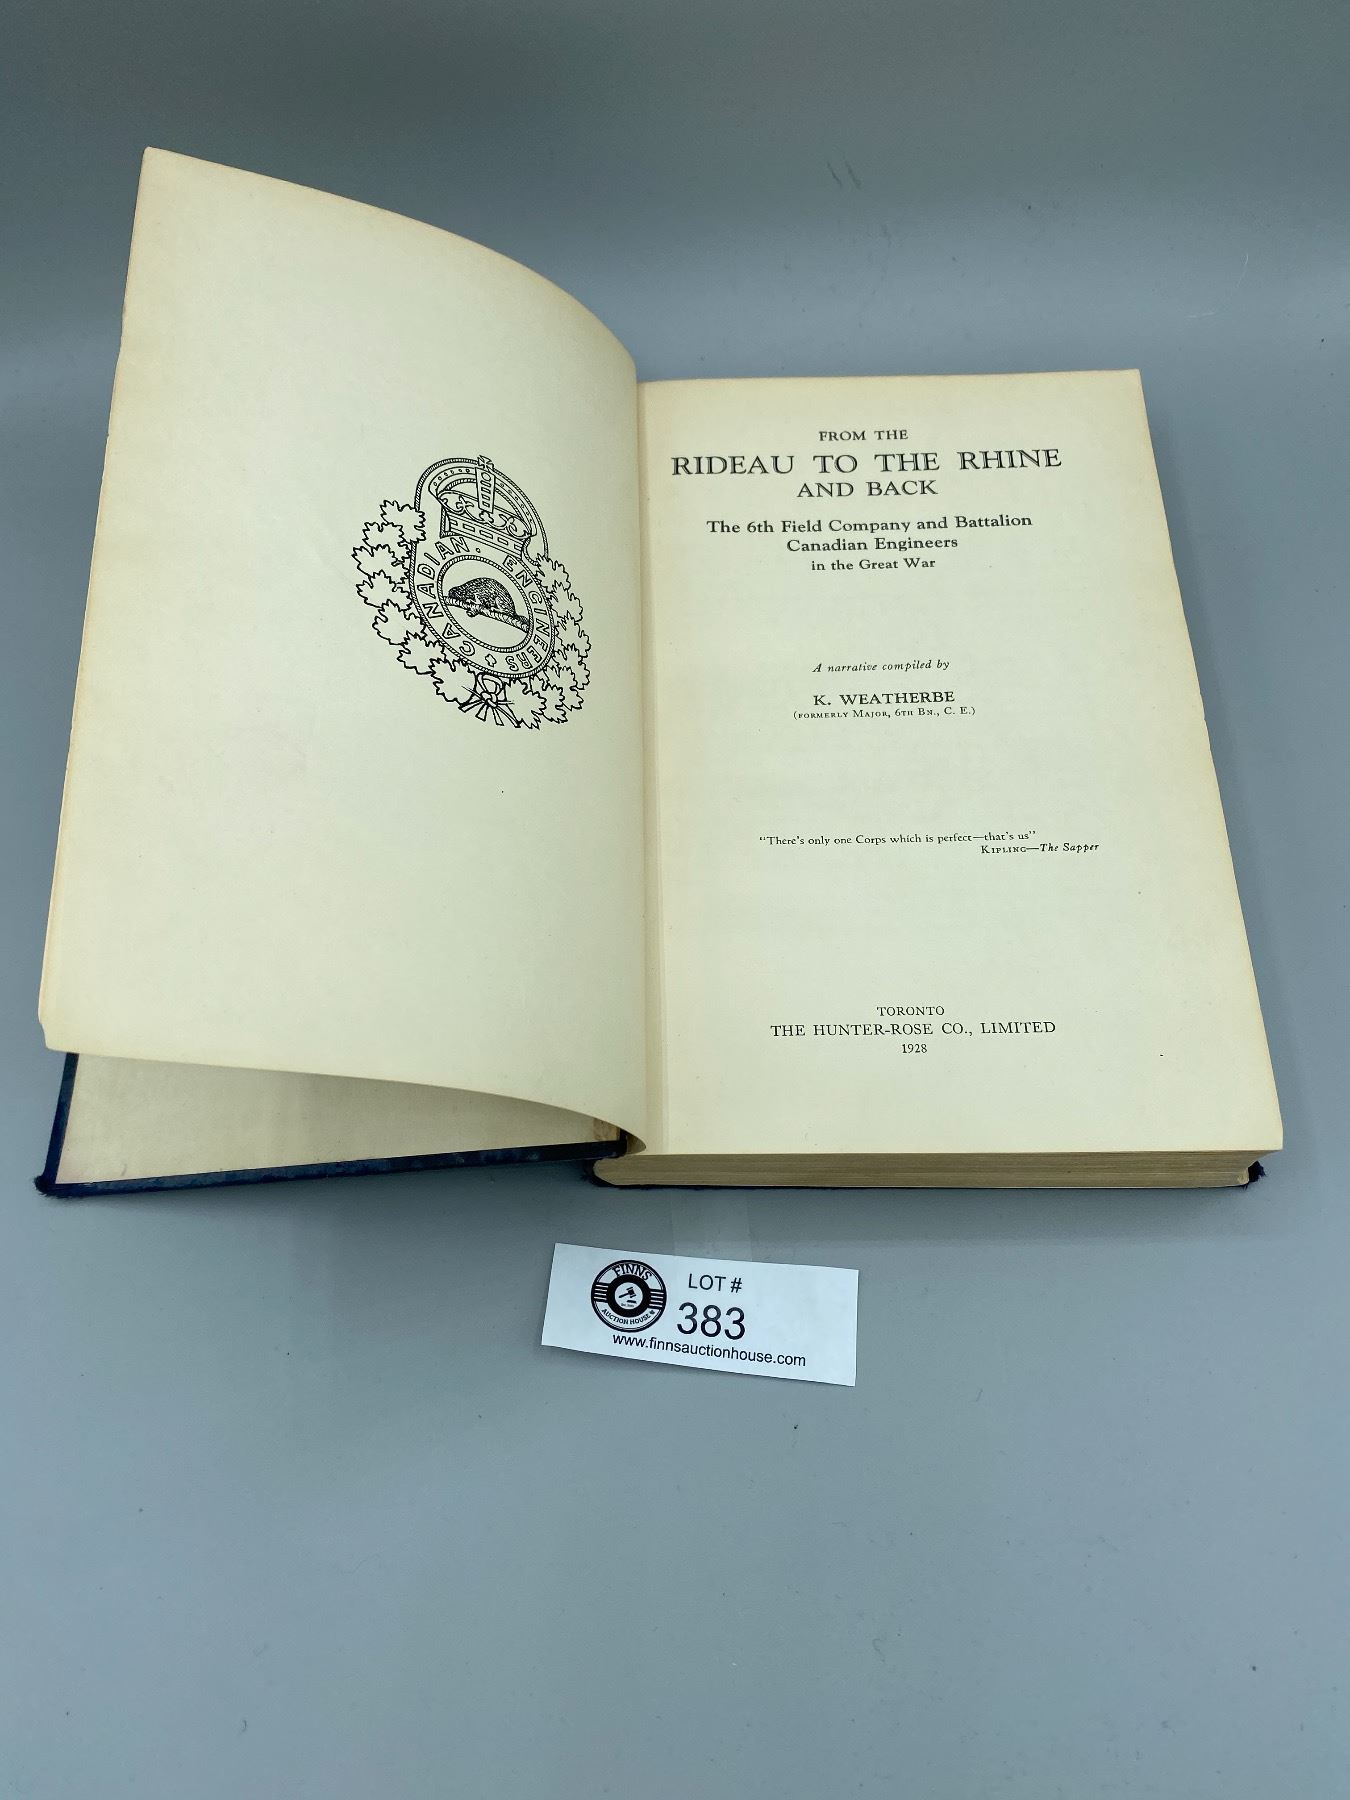 CANADIAN. ENGINEERS
FROM THE
RIDEAU TO THE RHINE
AND BACK
The 6th Field Company and Battalion
Canadian Engineers
in the Great War
A narrative compiled by
K. WEATHERBE
(FORMERLY MAJOR, 6TH BN., C. E.)
"There's only one Corps which is perfect—that's us"
KIPLING—The Sapper
TORONTO
THE HUNTER-ROSE CO., LIMITED
1928
FINNS
AUCTION HOUSE
LOT #
383
www.finnsauctionhouse.com